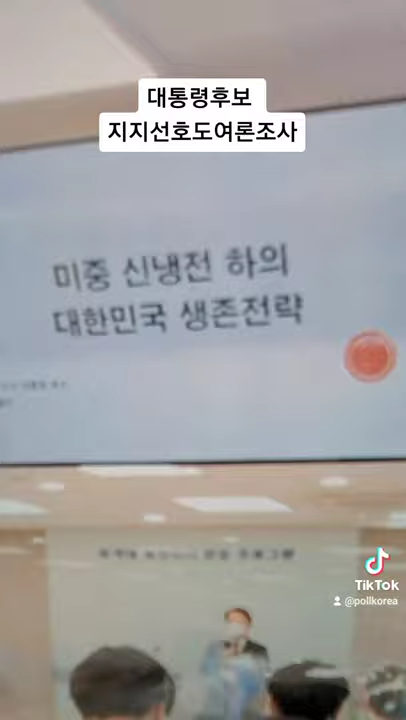 대통령후보
지지선호도여론조사
미중 신냉전 하의
대한민국 생존전략
TikTok
@pollkorea